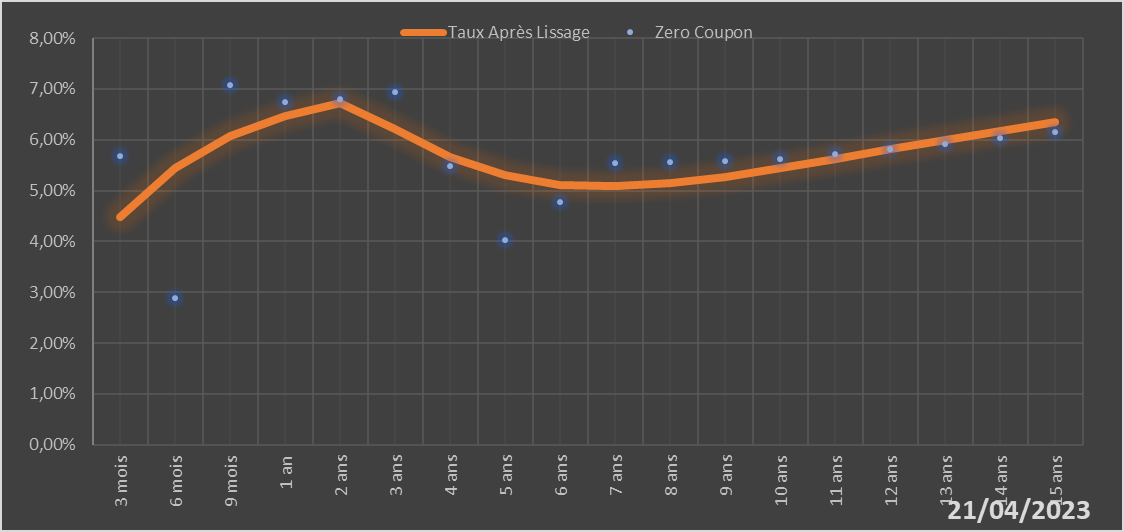 Taux Après Lissage
Zero Coupon
8,00%
7,00%
6,00%
5,00%
4,00%
3,00%
2,00%
1,00%
0,00%
3 mois
6 mois
9 mois
1 an
2 ans
3 ans
4 ans
5 ans
6 ans
7 ans
8 ans
9 ans
10 ans
11 ans
12 ans
13 ans
14 ans
15 ans
21/04/2023